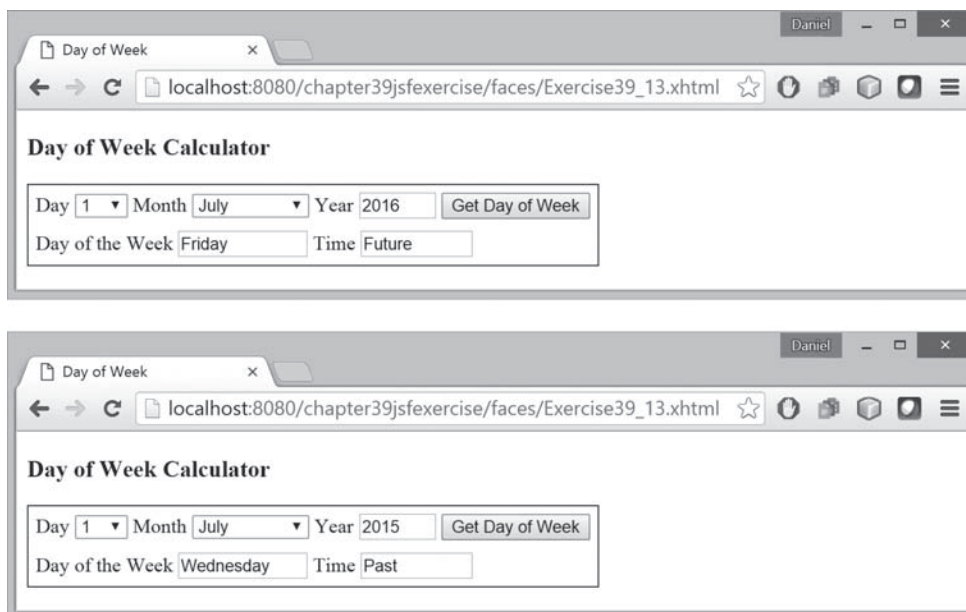 Daniel
Day of Week
localhost:8080/chapter39jsfexercise/faces/Exercise39_13.xhtml
Day of Week Calculator
Day 1 Month July Year 2016 Get Day of Week
Day of the Week Friday Time Future
Daniel
Day of Week
localhost:8080/chapter39jsfexercise/faces/Exercise39_13.xhtml
Day of Week Calculator
Day 1 Month July Year 2015 Get Day of Week
Day of the Week Wednesday Time Past